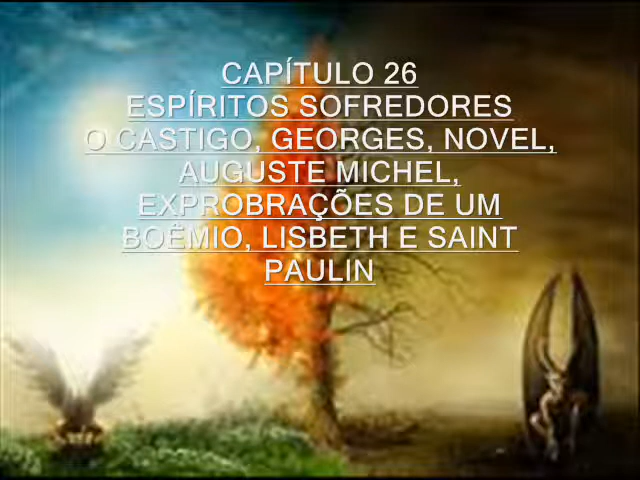 CAPÍTULO 26
ESPÍRITOS SOFREDORES
O CASTIGO, GEORGES, NOVEL,
AUGUSTE MICHEL,
EXPROBRAÇÕES DE UM
BOÊMIO, LISBETH E SAINT
PAULIN